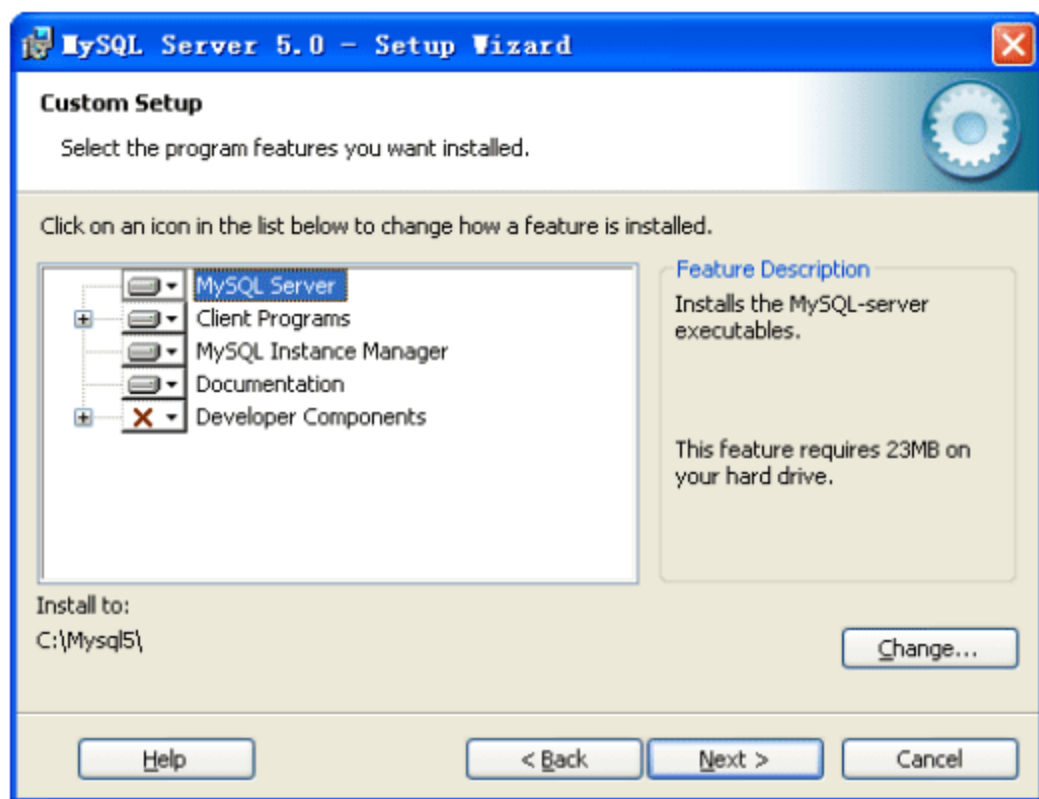 MySQL Server 5.0 - Setup Wizard
Custom Setup
Select the program features you want installed.
Click on an icon in the list below to change how a feature is installed.
MySQL Server
Client Programs
MySQL Instance Manager
Documentation
Developer Components
Feature Description
Installs the MySQL-server
executables.
This feature requires 23MB on
your hard drive.
Install to:
C:\Mysql5\
Change...
Help
< Back
Next >
Cancel